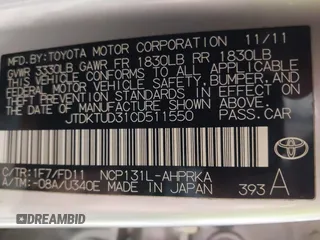 MFD.BY:TOYOTA MOTOR CORPORATION 11/11
GVWR 3330LB GAWR FR 1830LB RR 1830LB
THIS VEHICLE CONFORMS TO ALL APPLICABLE
FEDERAL MOTOR VEHICLE SAFETY, BUMPER, AND
THEFT PREVENTION STANDARDS IN EFFECT ON
THE DATE OF MANUFACTURE SHOWN ABOVE.
JTDKTUD31CD511550 PASS.CAR
C/TR:1F7/FD11 NCP131L-AHPRKA
A/TM:-08A/U340E MADE IN JAPAN 393 A
TOYOTA
DREAMBID